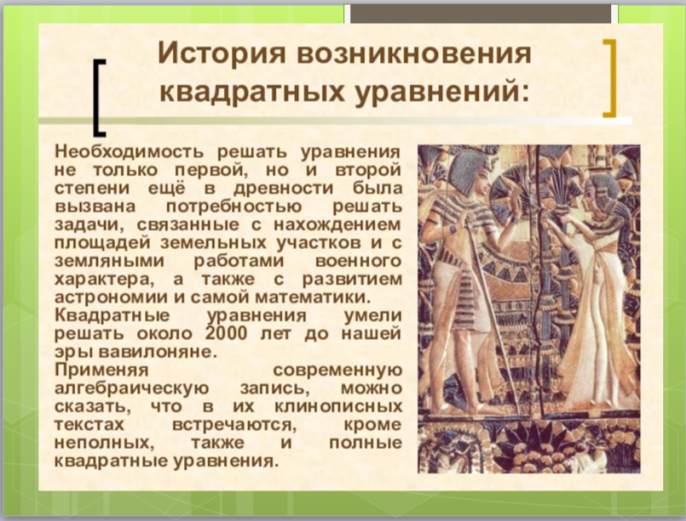 История возникновения
квадратных уравнений:
Необходимость решать уравнения
не только первой, но и второй
степени ещё в древности была
вызвана потребностью решать
задачи, связанные с нахождением
площадей земельных участков и с
земляными работами военного
характера, а также с развитием
астрономии и самой математики.
Квадратные уравнения умели
решать около 2000 лет до нашей
эры вавилоняне.
Применяя современную
алгебраическую запись, можно
сказать, что в их клинописных
текстах встречаются, кроме
неполных, также и полные
квадратные уравнения.